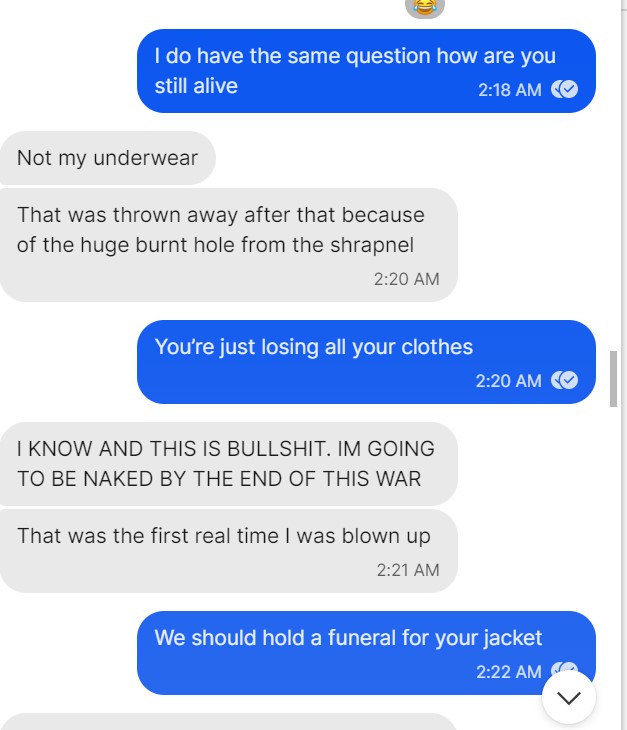 I do have the same question how are you
still alive
2:18 AM
Not my underwear
That was thrown away after that because
of the huge burnt hole from the shrapnel
2:20 AM
You’re just losing all your clothes
2:20 AM
I KNOW AND THIS IS BULLSHIT. IM GOING
TO BE NAKED BY THE END OF THIS WAR
That was the first real time I was blown up
2:21 AM
We should hold a funeral for your jacket
2:22 AM